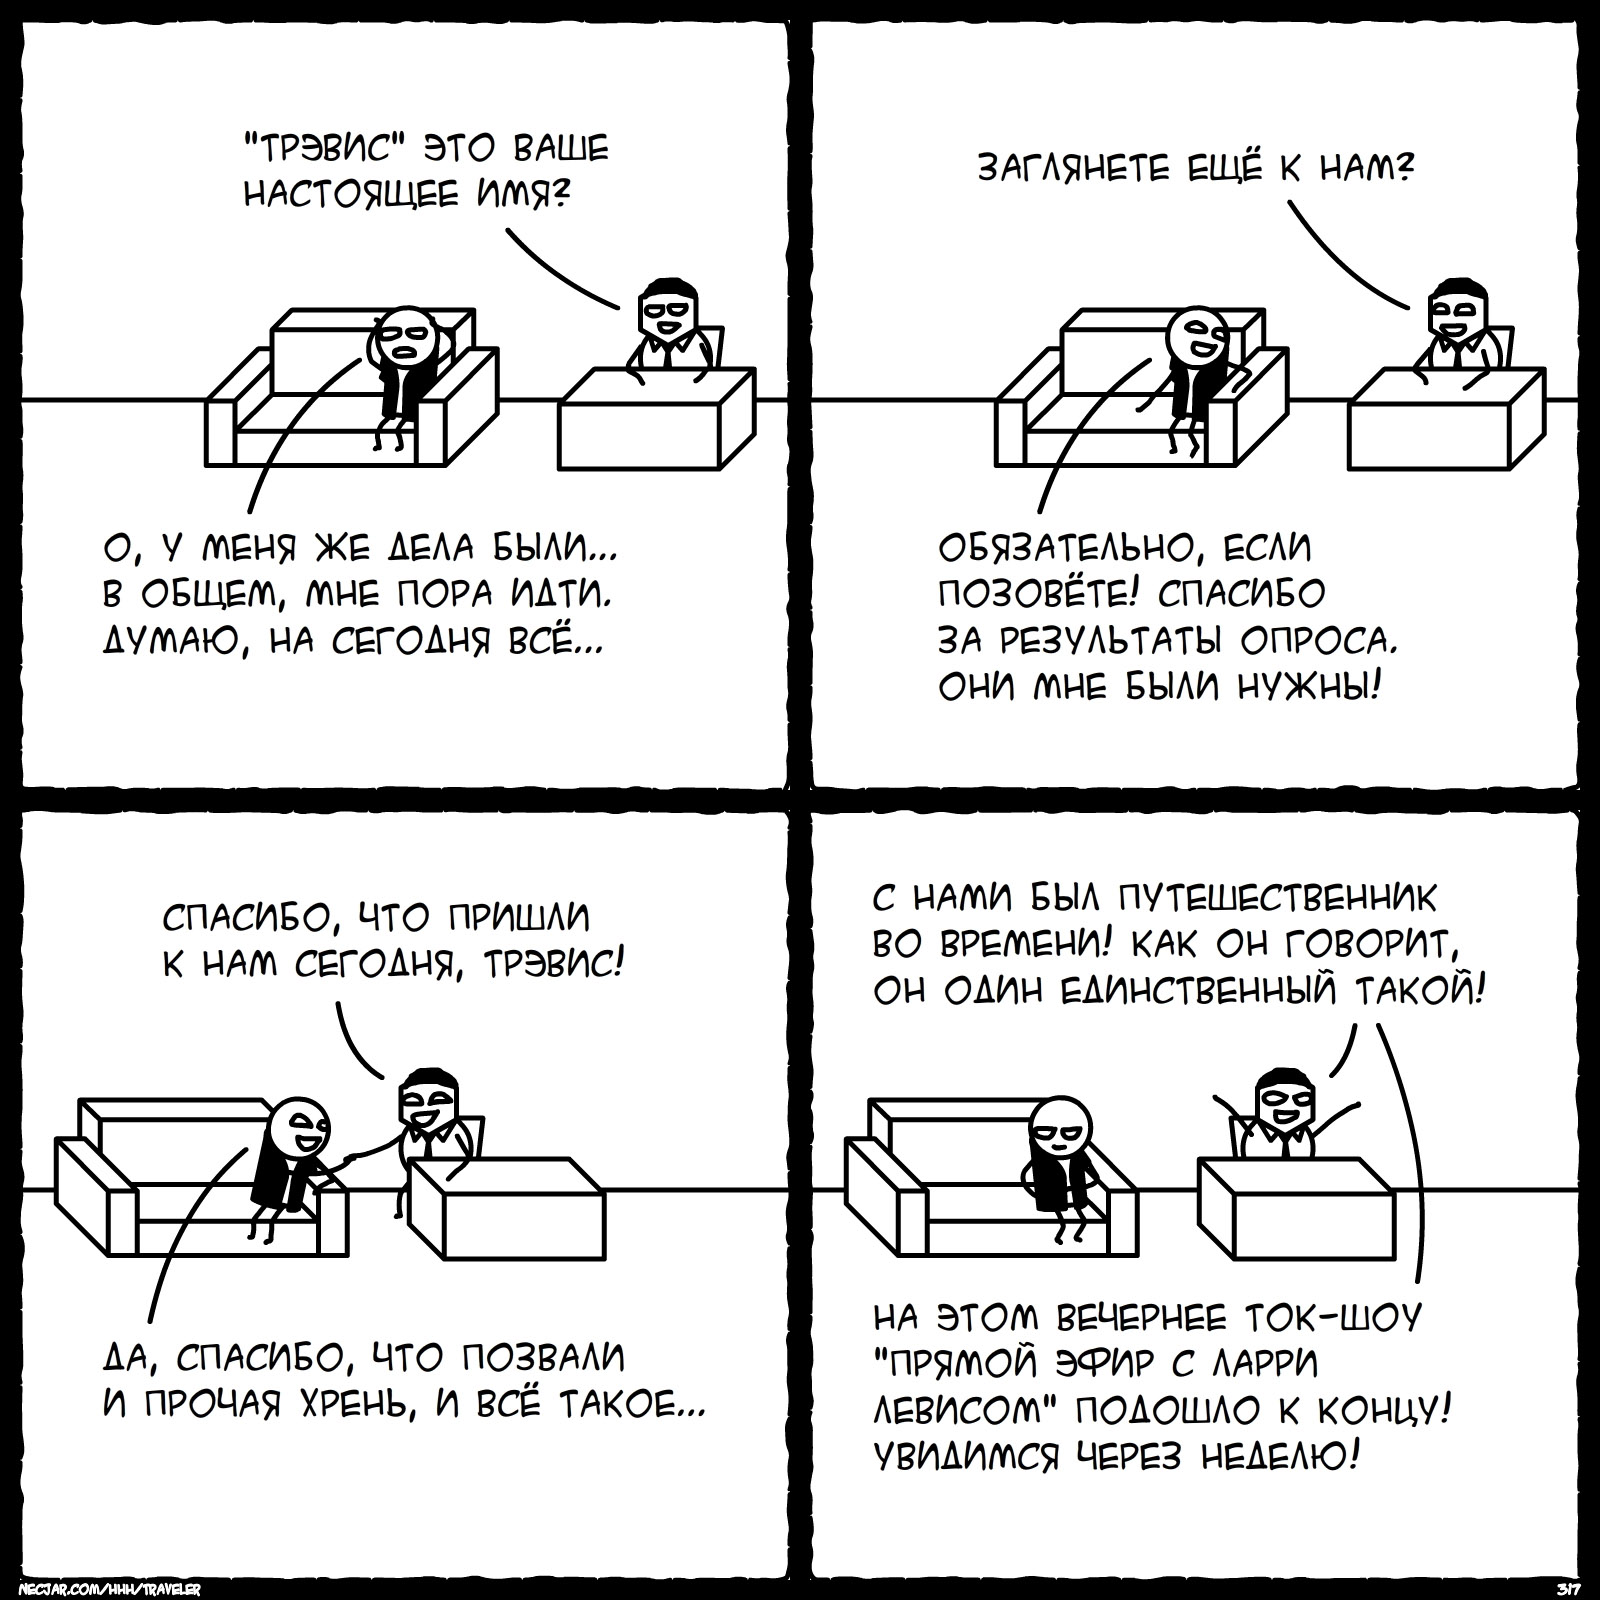 "ТРЭВИС" ЭТО ВАШЕ
НАСТОЯЩЕЕ ИМЯ?
О, У МЕНЯ ЖЕ ДЕЛА БЫЛИ...
В ОБЩЕМ, МНЕ ПОРА ИДТИ.
ДУМАЮ, НА СЕГОДНЯ ВСЁ...
ЗАГЛЯНЕТЕ ЕЩЁ К НАМ?
ОБЯЗАТЕЛЬНО, ЕСЛИ
ПОЗОВЁТЕ! СПАСИБО
ЗА РЕЗУЛЬТАТЫ ОПРОСА.
ОНИ МНЕ БЫЛИ НУЖНЫ!
СПАСИБО, ЧТО ПРИШЛИ
К НАМ СЕГОДНЯ, ТРЭВИС!
ДА, СПАСИБО, ЧТО ПОЗВАЛИ
И ПРОЧАЯ ХРЕНЬ, И ВСЁ ТАКОЕ...
С НАМИ БЫЛ ПУТЕШЕСТВЕННИК
ВО ВРЕМЕНИ! КАК ОН ГОВОРИТ,
ОН ОДИН ЕДИНСТВЕННЫЙ ТАКОЙ!
НА ЭТОМ ВЕЧЕРНЕЕ ТОК-ШОУ
"ПРЯМОЙ ЭФИР С ЛАРРИ
ЛЕВИСОМ" ПОДОШЛО К КОНЦУ!
УВИДИМСЯ ЧЕРЕЗ НЕДЕЛЮ!
NECJAR.COM/HHH/TRAVELER
317